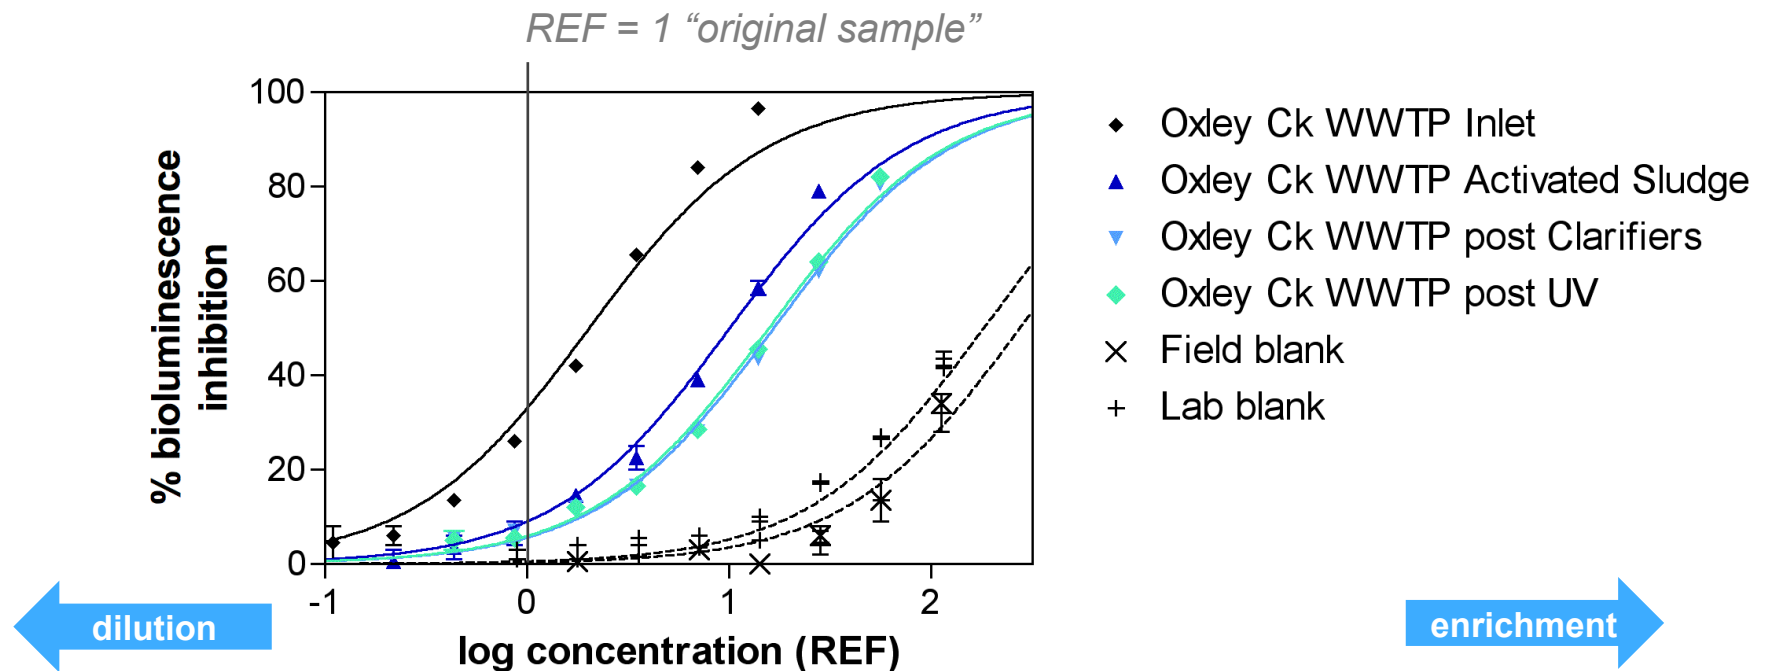 REF = 1 “original sample”
100
80
60
40
20
0
% bioluminescence
inhibition
-1
0
1
2
log concentration (REF)
dilution
enrichment
Oxley Ck WWTP Inlet
Oxley Ck WWTP Activated Sludge
Oxley Ck WWTP post Clarifiers
Oxley Ck WWTP post UV
Field blank
Lab blank